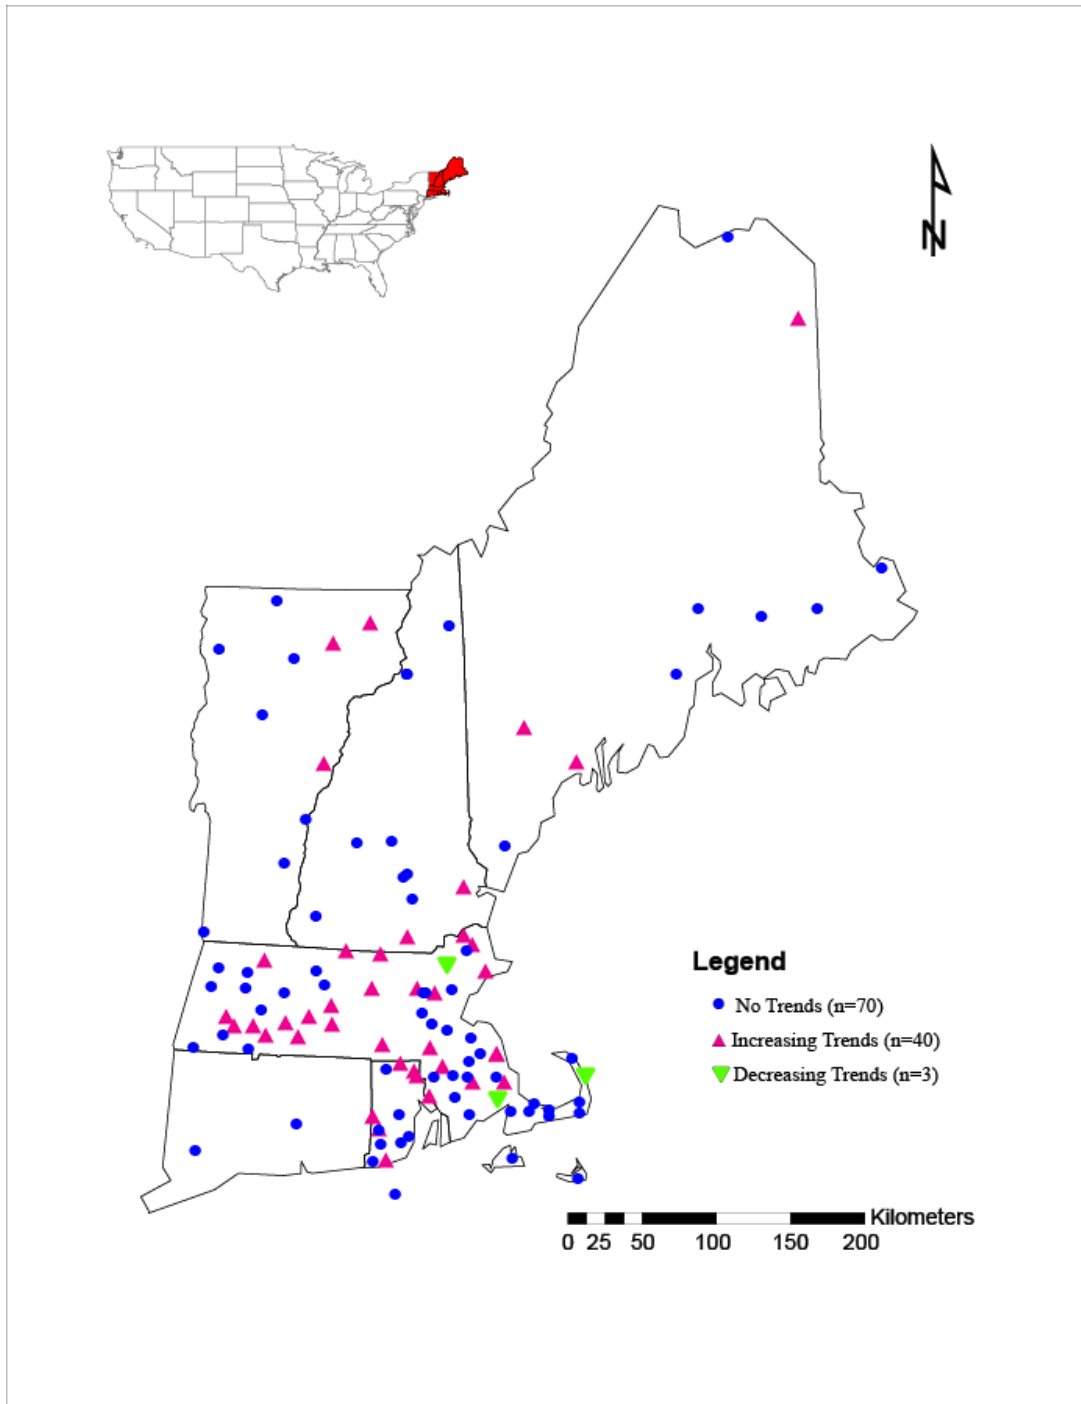 N
Legend
No Trends (n=70)
Increasing Trends (n=40)
Decreasing Trends (n=3)
Kilometers
0 25 50 100 150 200